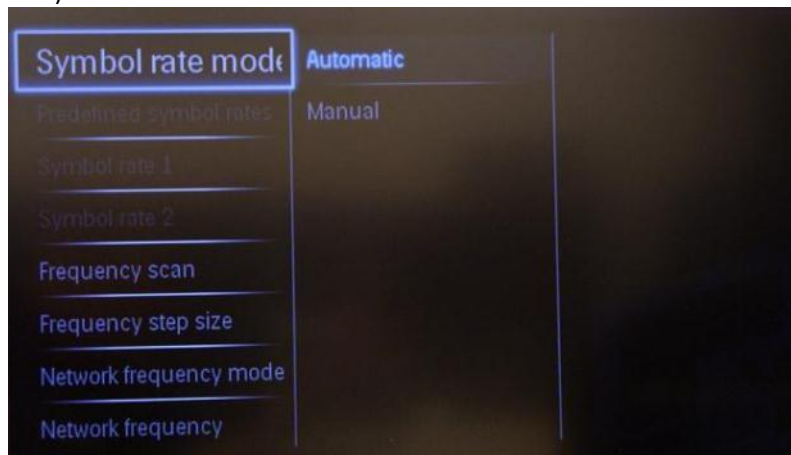 Symbol rate mode
Automatic
Predefined symbol rates
Manual
Symbol rate 1
Symbol rate 2
Frequency scan
Frequency step size
Network frequency mode
Network frequency